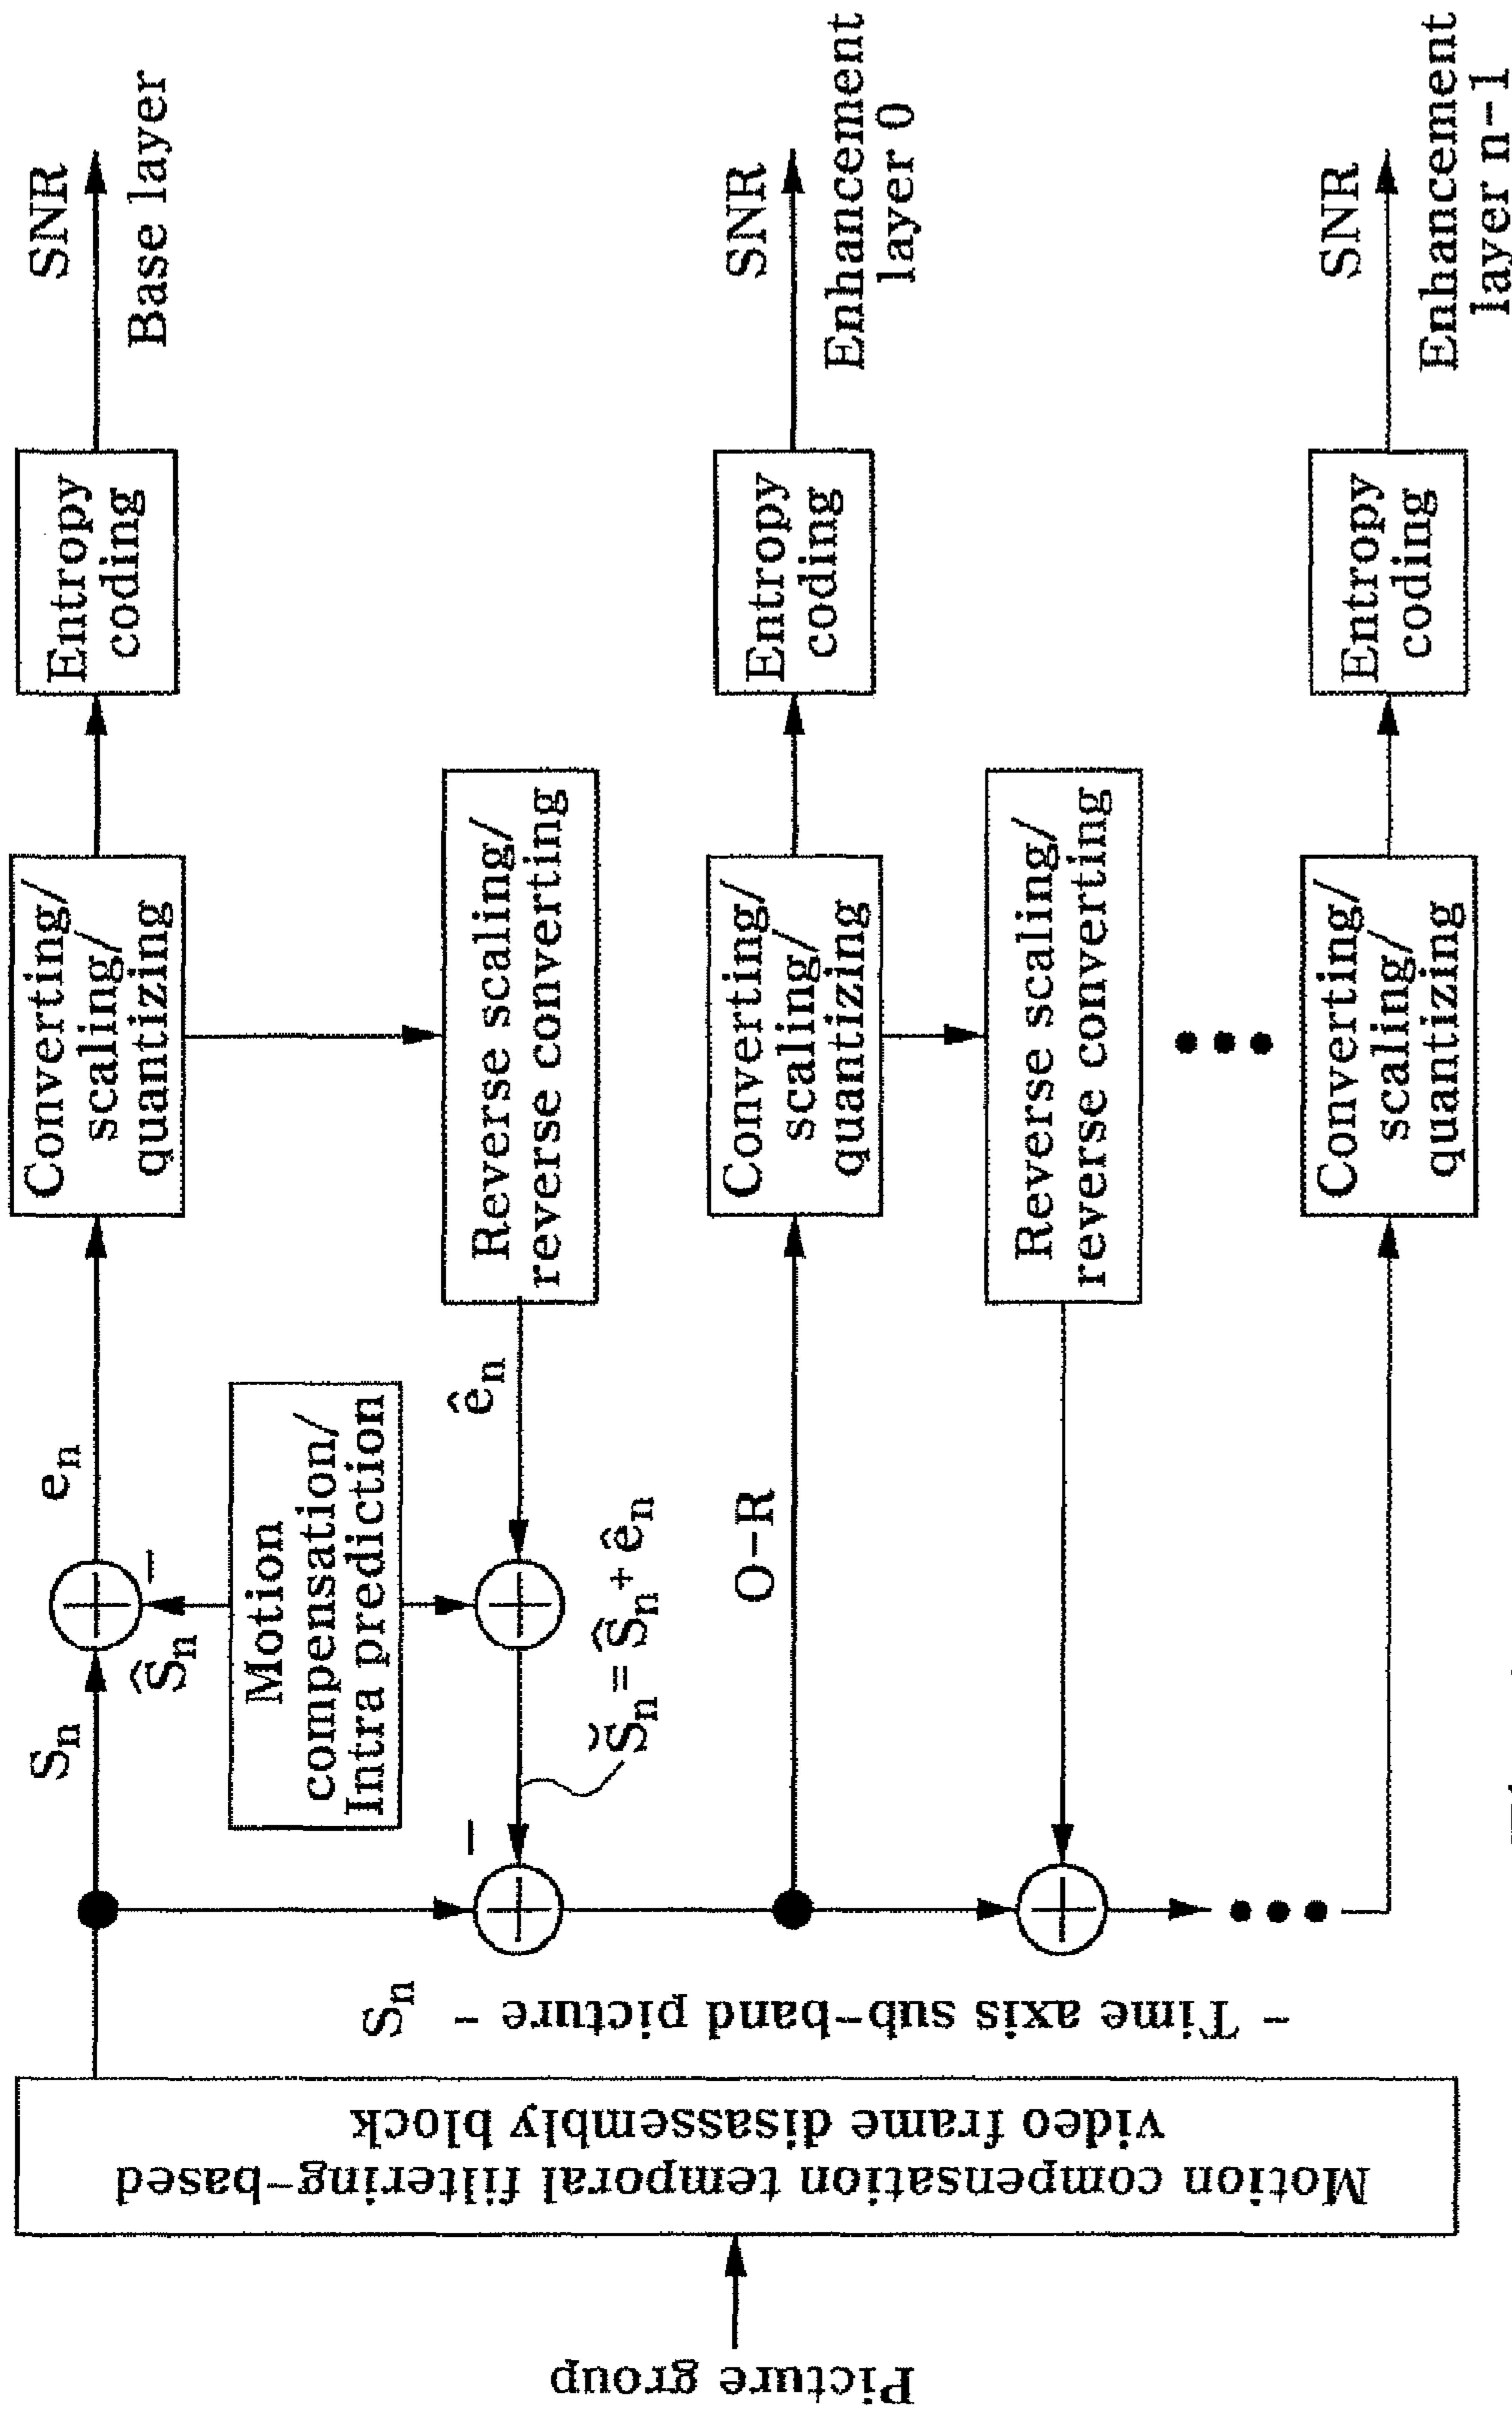 Picture group
Motion compensation temporal filtering-based
video frame disassembly block
Sn - Time axis sub-band picture -
Sn
Ŝn
-
en
Converting/
scaling/
quantizing
Entropy
coding
SNR
Base layer
Motion
compensation/
Intra prediction
ên
Reverse scaling/
reverse converting
-
S̆n = Ŝn + ên
O-R
Converting/
scaling/
quantizing
Entropy
coding
SNR
Enhancement
layer 0
Reverse scaling/
reverse converting
Converting/
scaling/
quantizing
Entropy
coding
SNR
Enhancement
layer n-1